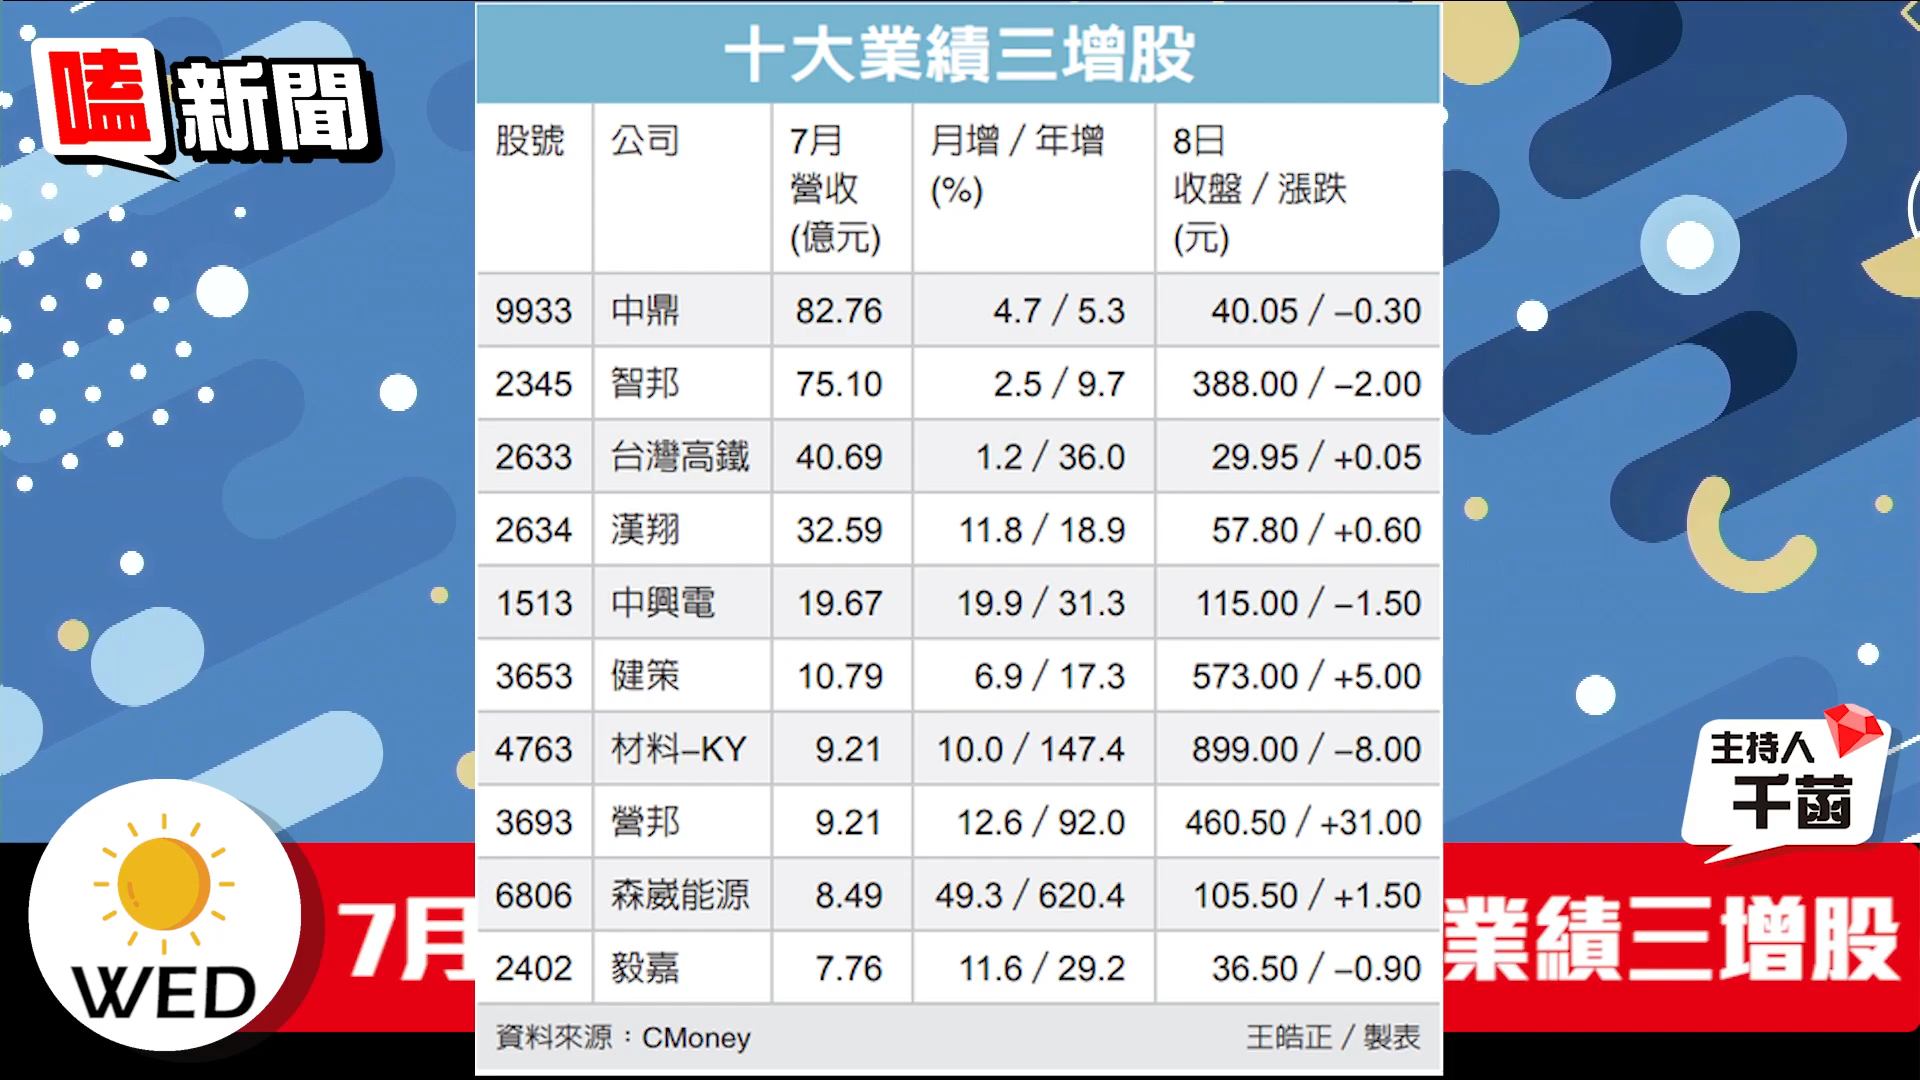 嗑新聞
十大業績三增股
股號 公司 7月營收(億元) 月增/年增(%) 8日收盤/漲跌(元)
9933 中鼎 82.76 4.7/5.3 40.05/−0.30
2345 智邦 75.10 2.5/9.7 388.00/−2.00
2633 台灣高鐵 40.69 1.2/36.0 29.95/+0.05
2634 漢翔 32.59 11.8/18.9 57.80/+0.60
1513 中興電 19.67 19.9/31.3 115.00/−1.50
3653 健策 10.79 6.9/17.3 573.00/+5.00
4763 材料−KY 9.21 10.0/147.4 899.00/−8.00
3693 營邦 9.21 12.6/92.0 460.50/+31.00
6806 森崴能源 8.49 49.3/620.4 105.50/+1.50
2402 毅嘉 7.76 11.6/29.2 36.50/−0.90
資料來源：CMoney 王皓正/製表
主持人
千菡
WED
7月 業績三增股